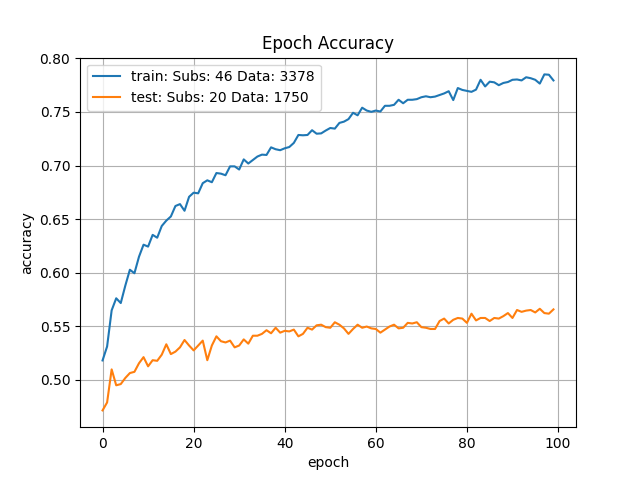 Epoch Accuracy
train: Subs: 46 Data: 3378
test: Subs: 20 Data: 1750
accuracy
0.80
0.75
0.70
0.65
0.60
0.55
0.50
0 20 40 60 80 100
epoch